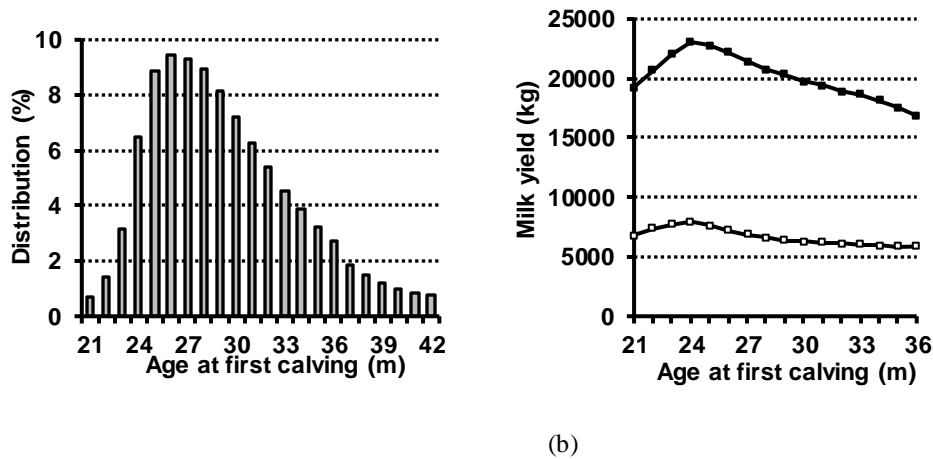 Distribution (%)
10
8
6
4
2
0
21 24 27 30 33 36 39 42
Age at first calving (m)
Milk yield (kg)
25000
20000
15000
10000
5000
0
21 24 27 30 33 36
Age at first calving (m)
(b)